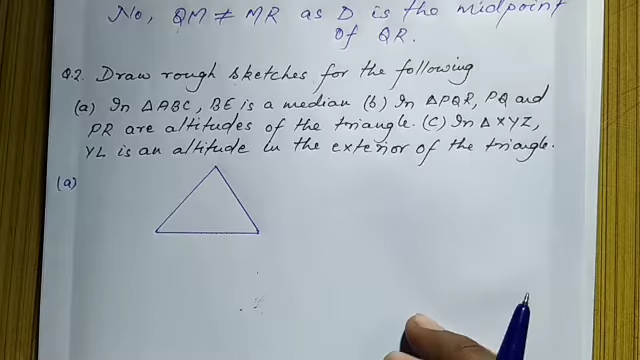 No, QM ≠ MR as D is the midpoint
of QR.
Q.2. Draw rough sketches for the following
(a) In △ABC, BE is a median (b) In △PQR, PQ and
PR are altitudes of the triangle. (C) In △XYZ,
YL is an altitude in the exterior of the triangle.
(a)